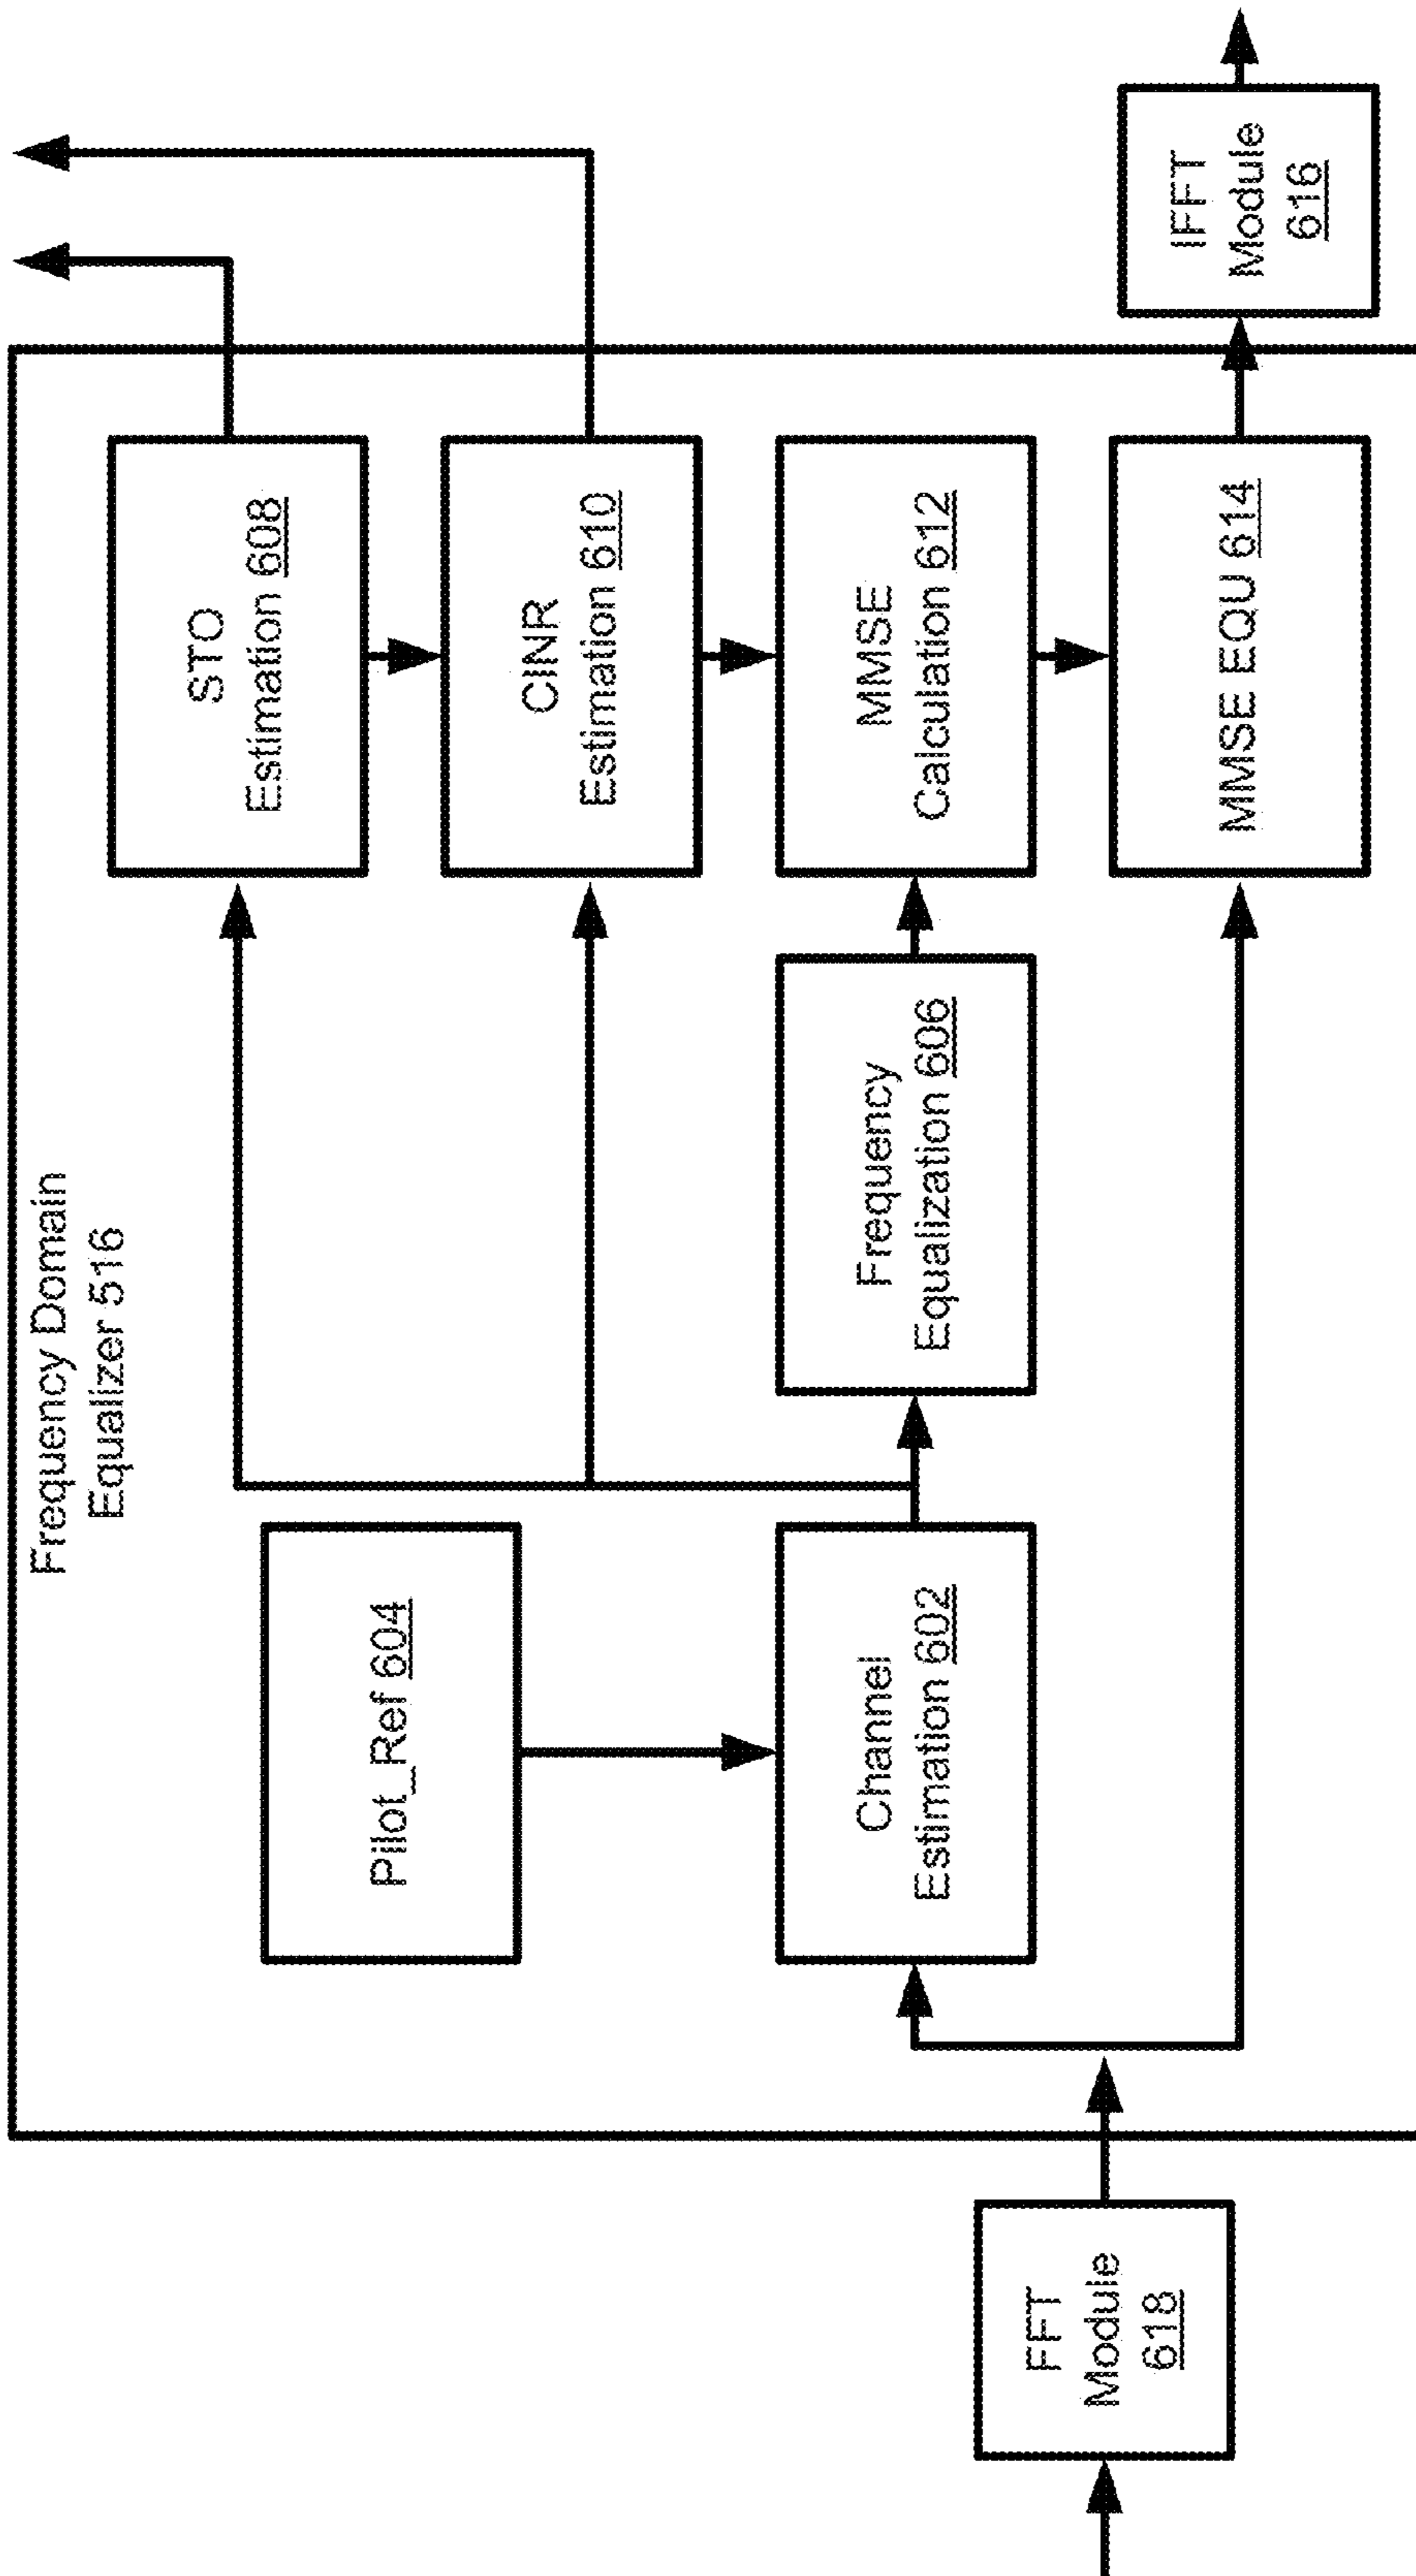 Frequency Domain
Equalizer 516
FFT
Module
618
Pilot_Ref 604
Channel
Estimation 602
Frequency
Equalization 606
STO
Estimation 608
CINR
Estimation 610
MMSE
Calculation 612
MMSE EQU 614
IFFT
Module
616